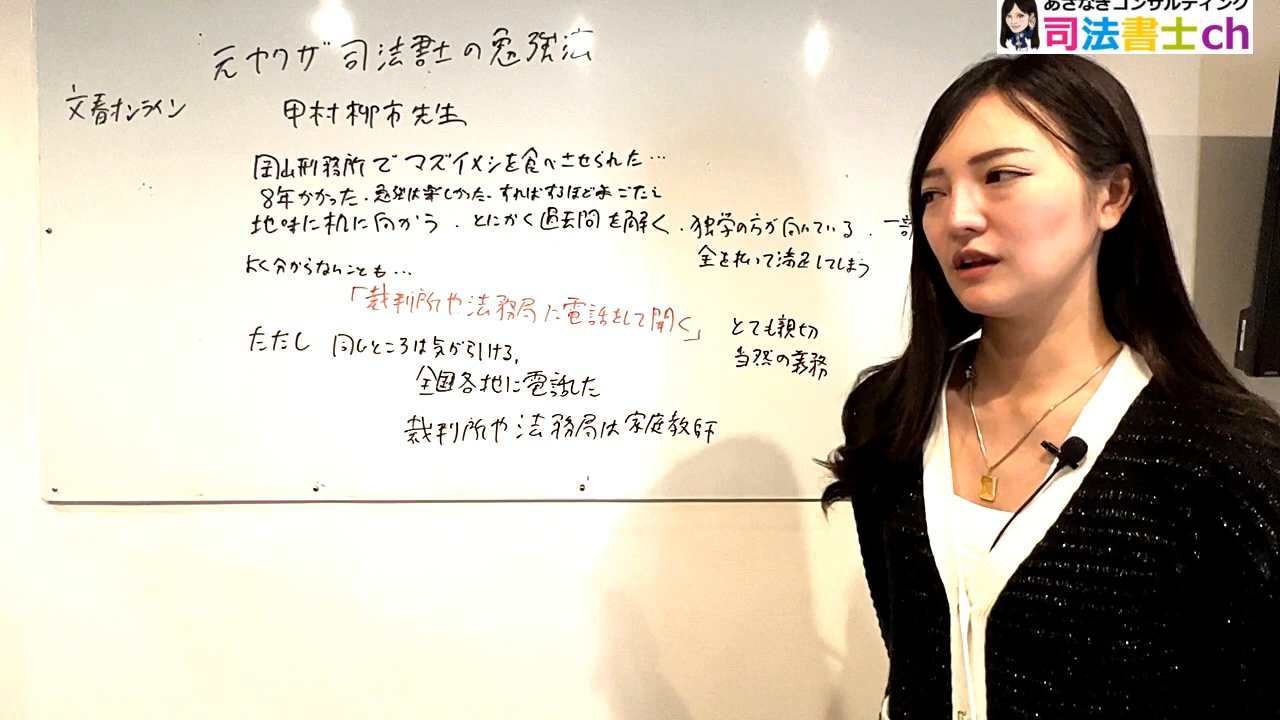 あさなぎコンサルティング
司法書士ch
元ヤクザ 司法書士の勉強法
文春オンライン
甲村柳市先生
岡山刑務所で マズイメシを食べさせられた…
8年かかった。勉強は楽しかった。すればするほど手ごたえ
地味に机に向かう。とにかく過去問を解く。独学の方が向いている。一部
金を払って満足してしまう
よく分からないことも…
「裁判所や法務局に電話をして聞く」
とても親切
当然の義務
ただし 同じところは気が引ける。
全国各地に電話した
裁判所や法務局は家庭教師